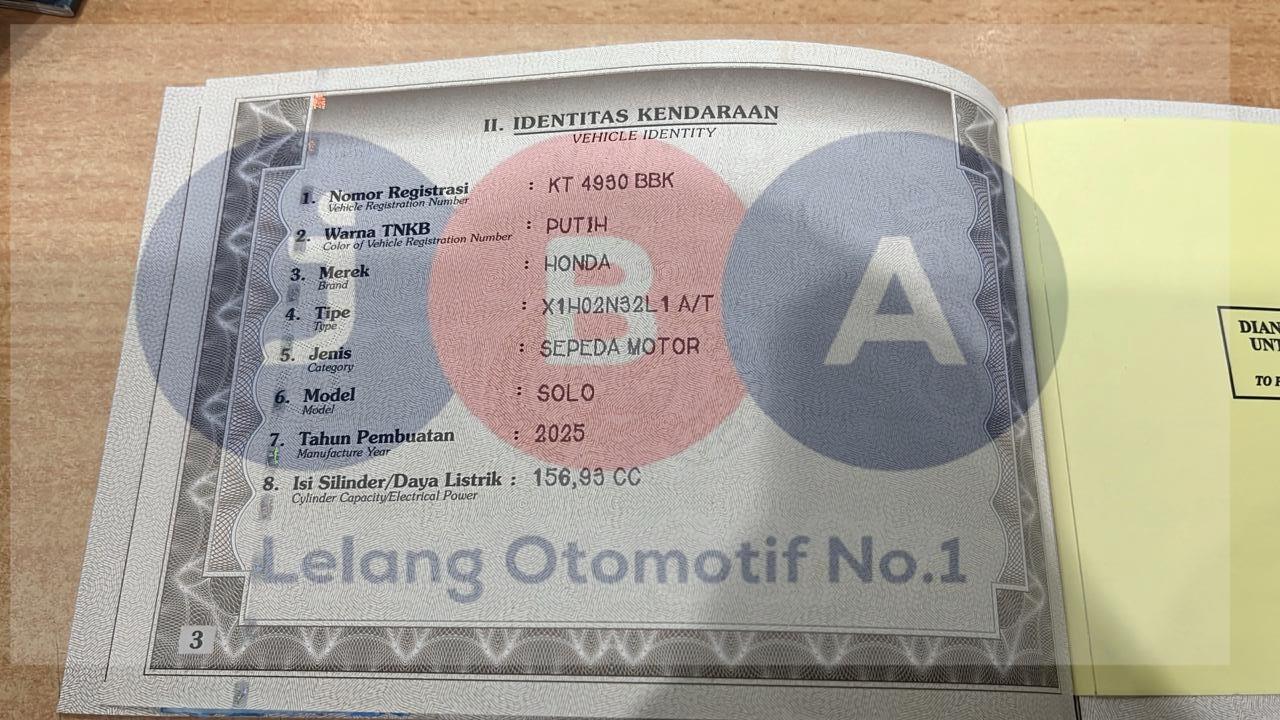 II. IDENTITAS KENDARAAN
VEHICLE IDENTITY
1. Nomor Registrasi : KT 4930 BBK
Vehicle Registration Number
2. Warna TNKB : PUTIH
Color of Vehicle Registration Number
3. Merek : HONDA
Brand
4. Tipe : X1H02N32L1 A/T
Type
5. Jenis : SEPEDA MOTOR
Category
6. Model : SOLO
Model
7. Tahun Pembuatan : 2025
Manufacture Year
8. Isi Silinder/Daya Listrik : 156,93 CC
Cylinder Capacity/Electrical Power
j B A
Lelang Otomotif No.1
3
TO